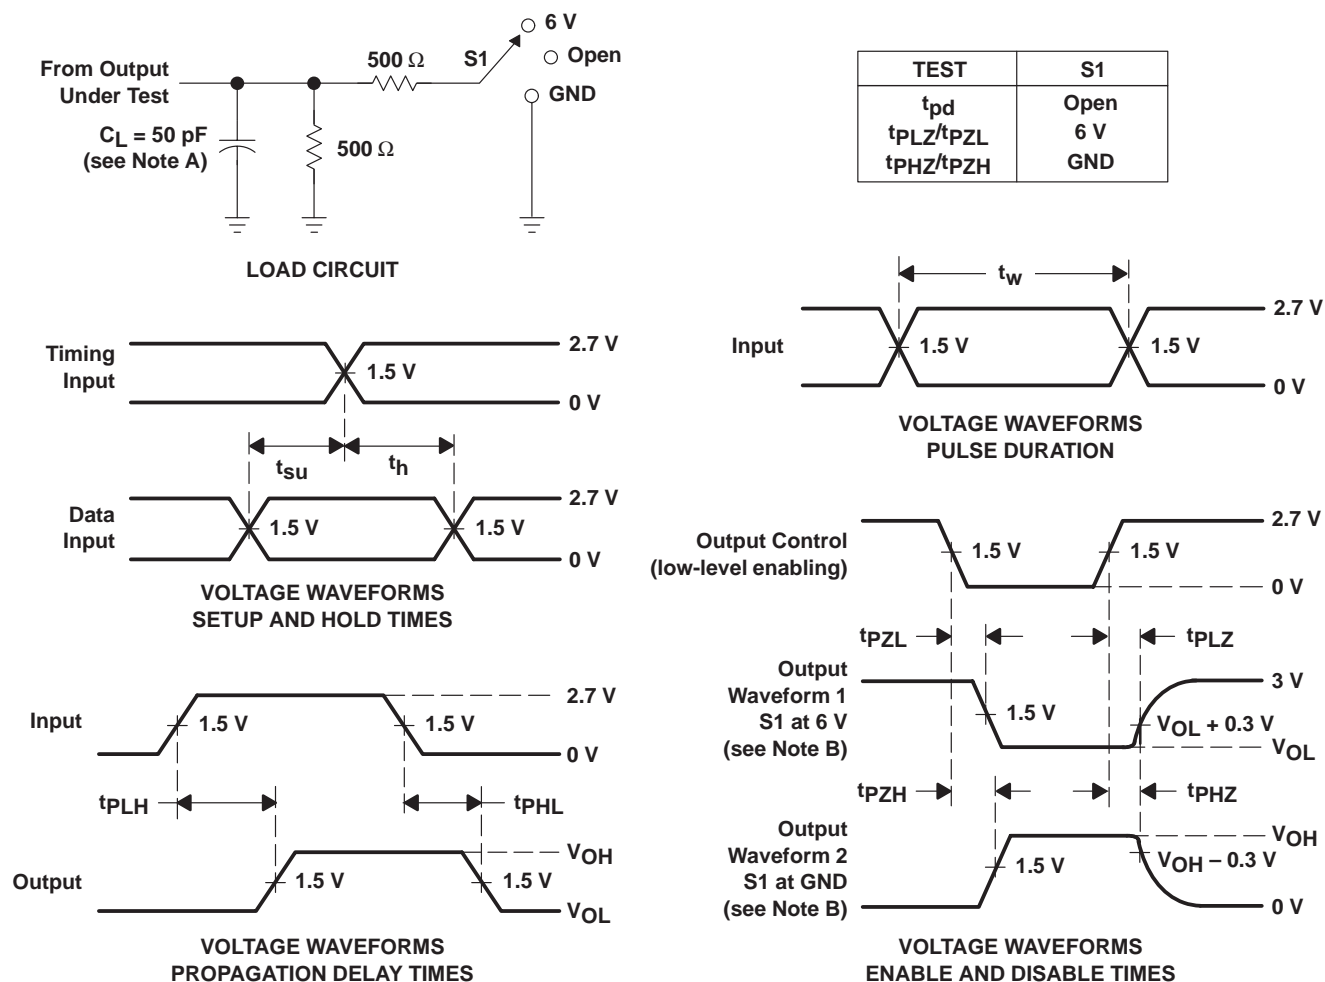 From Output
Under Test
CL = 50 pF
(see Note A)
500 Ω
500 Ω
S1
6 V
Open
GND
LOAD CIRCUIT
TEST S1
tpd Open
tPLZ/tPZL 6 V
tPHZ/tPZH GND
tw
Input
1.5 V
1.5 V
2.7 V
0 V
VOLTAGE WAVEFORMS
PULSE DURATION
Timing
Input
1.5 V
2.7 V
0 V
tsu
th
Data
Input
1.5 V
1.5 V
2.7 V
0 V
VOLTAGE WAVEFORMS
SETUP AND HOLD TIMES
Input
1.5 V
1.5 V
2.7 V
0 V
tPLH
tPHL
Output
1.5 V
1.5 V
VOH
VOL
VOLTAGE WAVEFORMS
PROPAGATION DELAY TIMES
Output Control
(low-level enabling)
1.5 V
1.5 V
2.7 V
0 V
tPZL
tPLZ
Output
Waveform 1
S1 at 6 V
(see Note B)
1.5 V
3 V
VOL + 0.3 V
VOL
tPZH
tPHZ
Output
Waveform 2
S1 at GND
(see Note B)
1.5 V
VOH
VOH – 0.3 V
0 V
VOLTAGE WAVEFORMS
ENABLE AND DISABLE TIMES